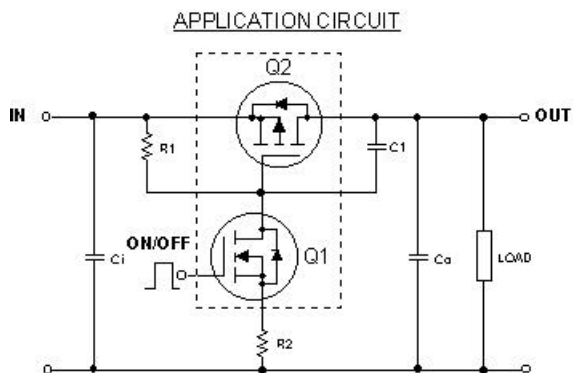 APPLICATION CIRCUIT
Q2
IN
OUT
R1
C1
ON/OFF
Q1
Ci
Co
LOAD
R2